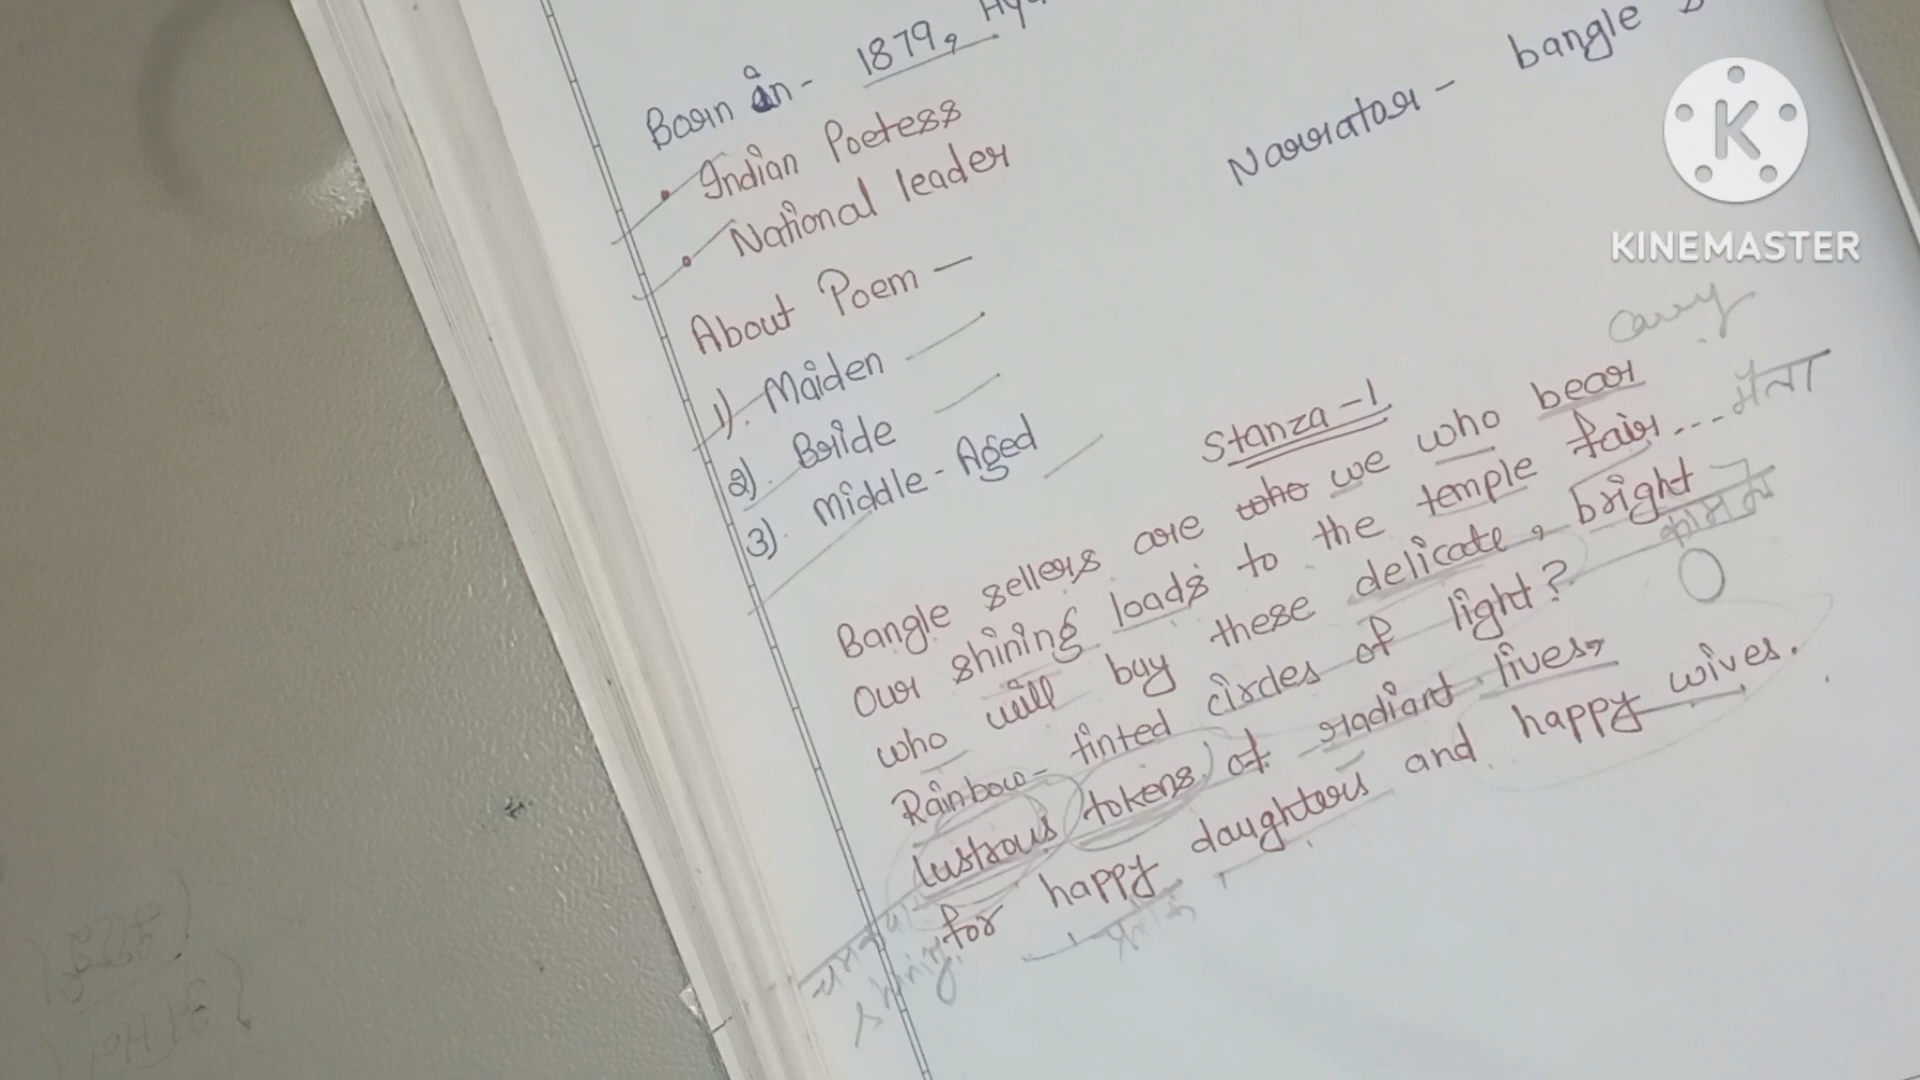 Born in - 1879,
Narrator - bangle
• Indian Poetess
• National leader
KINEMASTER
About Poem -
1). Maiden
2). Bride
3). Middle-Aged
carry
Stanza-1
Bangle sellers are who we who bear
Our shining loads to the temple fair... मेला
who will buy these delicate, bright
कोमल
Rainbow- tinted circles of light?
lustrous tokens of radiant lives,
for happy daughters and happy wives.
shining